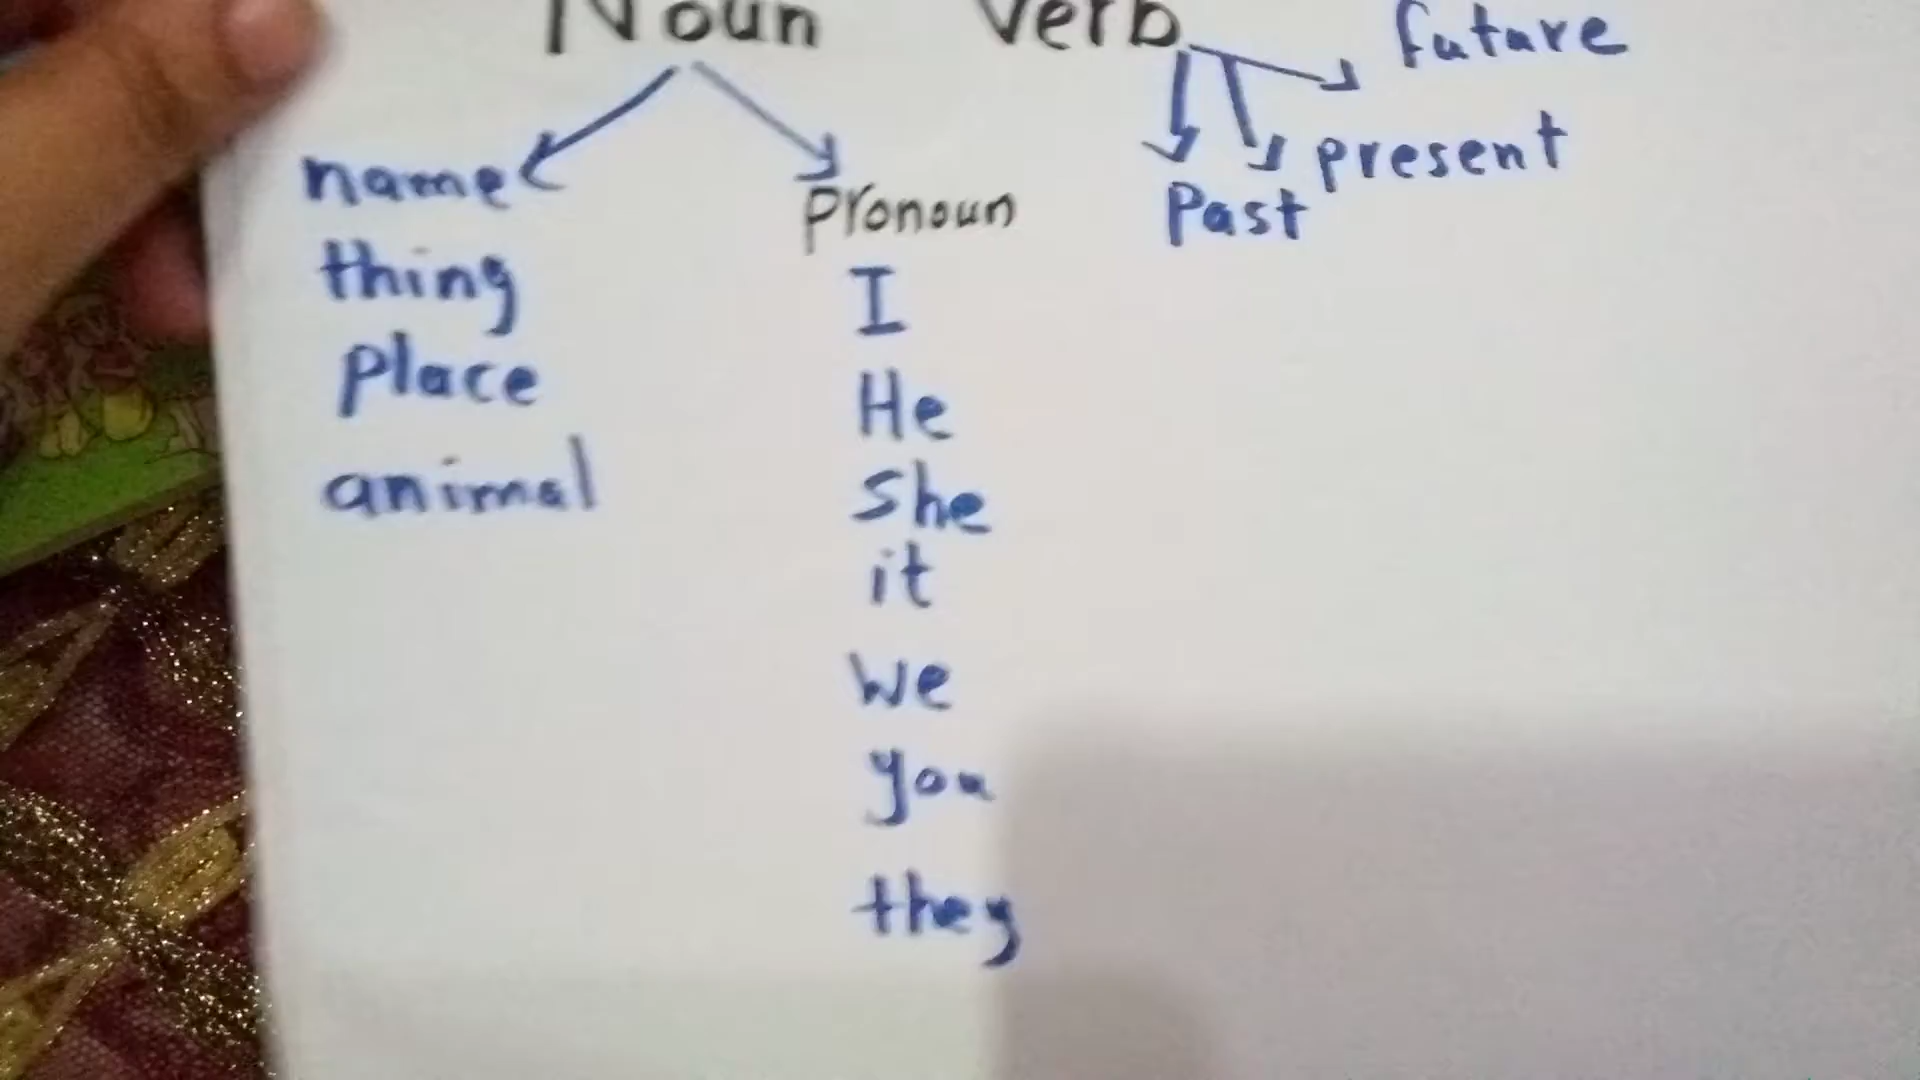 Noun Verb future
name Pronoun Past present
thing I
place He
animal She
it
we
you
they